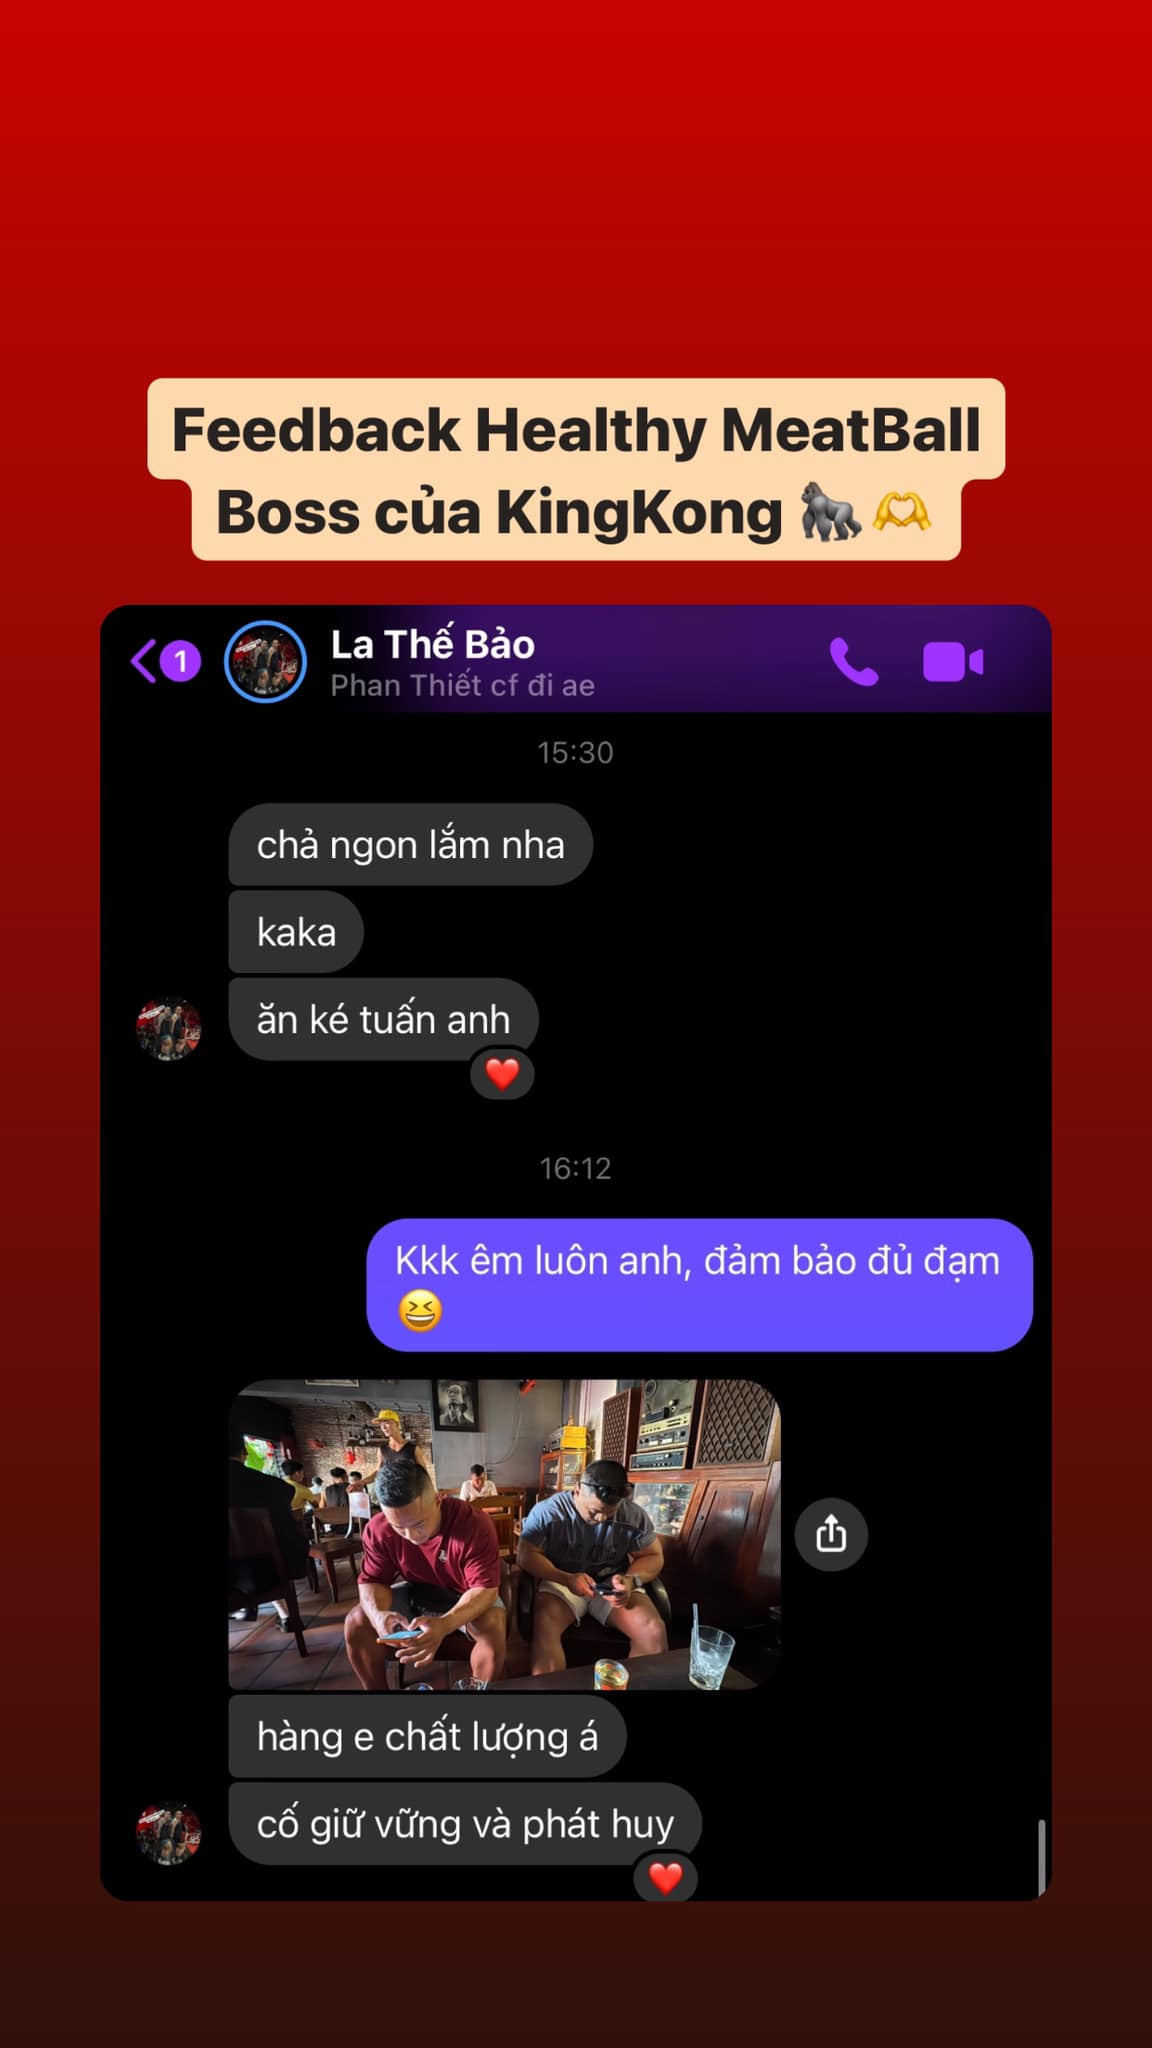 Feedback Healthy MeatBall
Boss của KingKong 🦍🫶
1
La Thế Bảo
Phan Thiết cf đi ae
15:30
chả ngon lắm nha
kaka
ăn ké tuấn anh
16:12
Kkk êm luôn anh, đảm bảo đủ đạm
😆
hàng e chất lượng á
cố giữ vững và phát huy